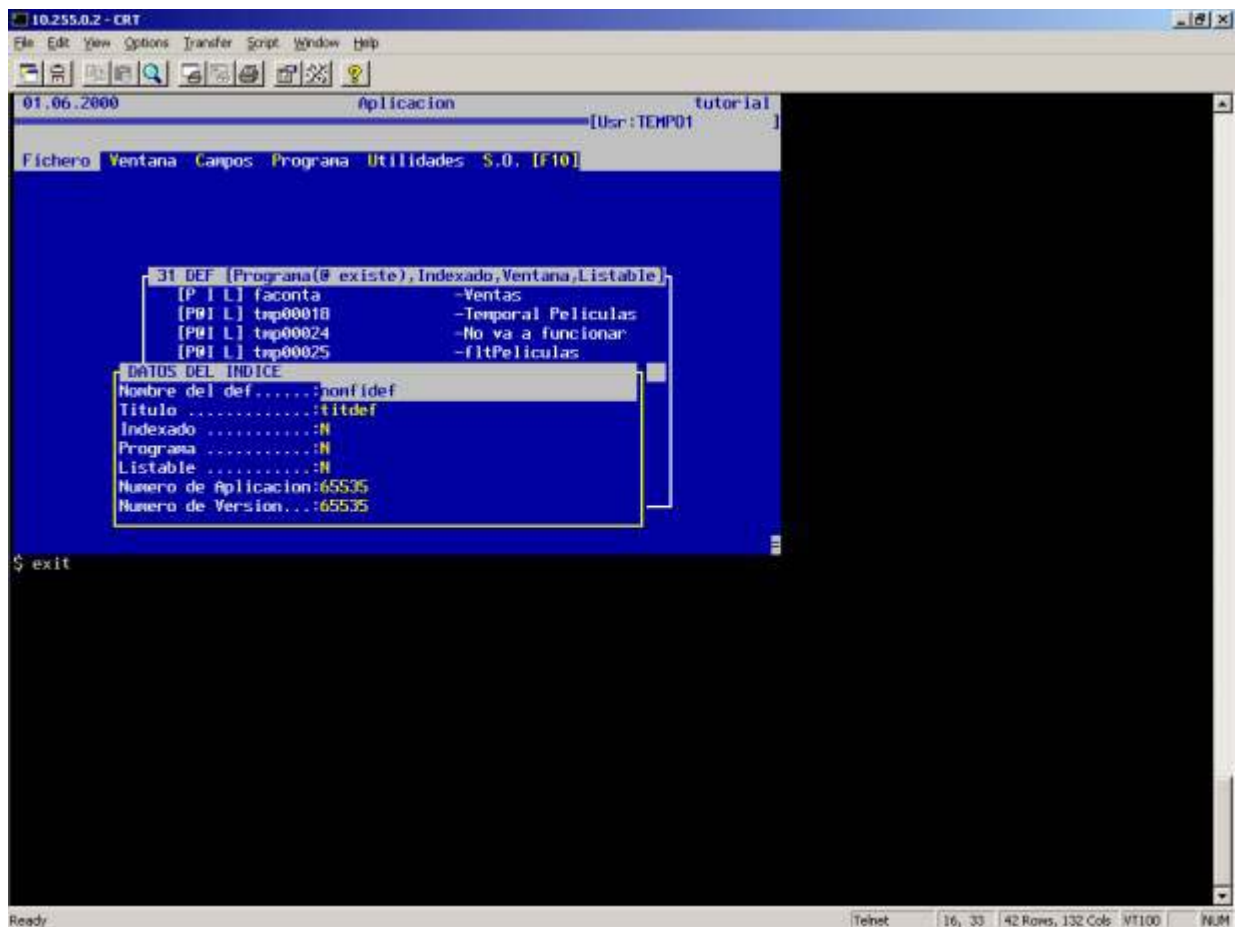 10.255.0.2 - CRT
File Edit View Options Transfer Script Window Help
01.06.2000 Aplicacion tutorial
[Usr:TEMPO1 ]
Fichero Ventana Campos Programa Utilidades S.O. [F10]
31 DEF [Programa(@ existe),Indexado,Ventana,Listable]
[P I L] faconta -Ventas
[P@I L] tmp00018 -Temporal Peliculas
[P@I L] tmp00024 -No va a funcionar
[P@I L] tmp00025 -fltPeliculas
DATOS DEL INDICE
Nombre del def......:nomfidef
Titulo .............:titdef
Indexado ...........:N
Programa ...........:N
Listable ...........:N
Numero de Aplicacion:65535
Numero de Version...:65535
$ exit
Ready Telnet 16, 33 42 Rows, 132 Cols VT100 NUM